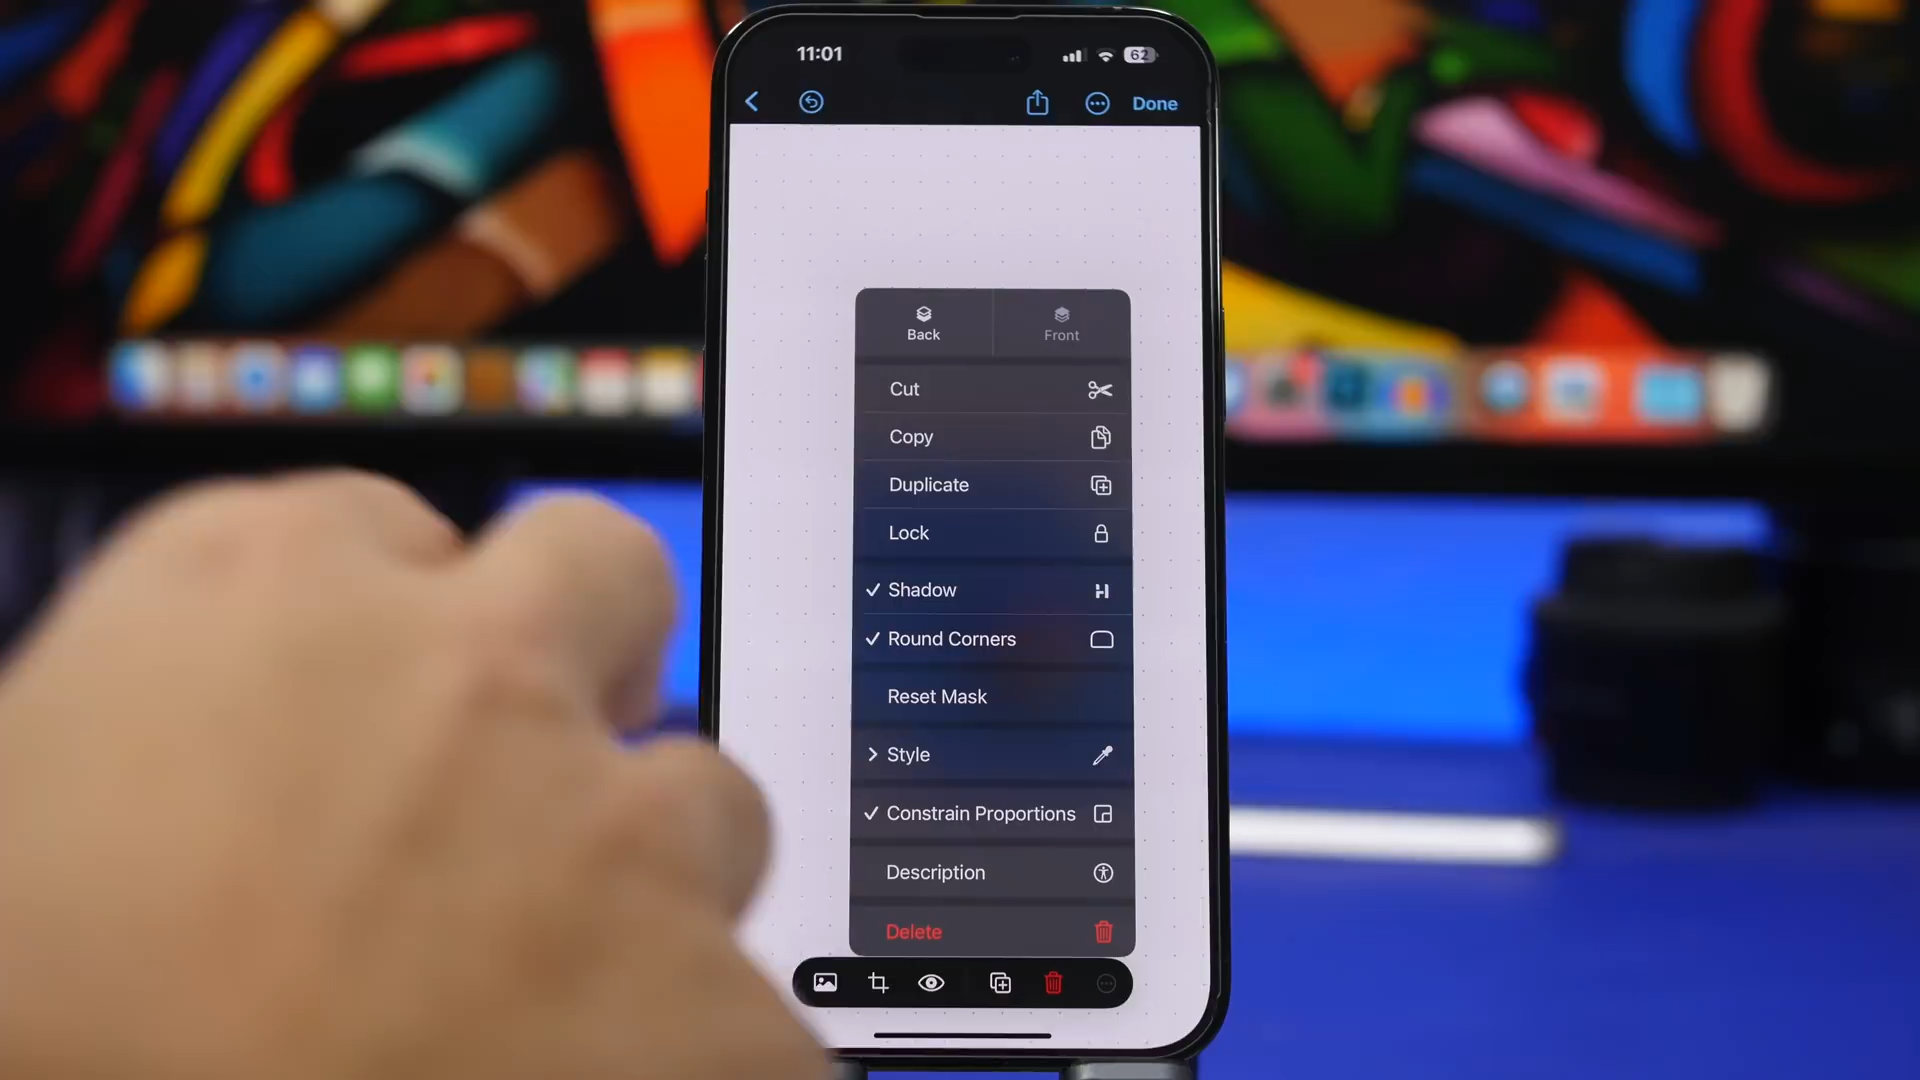 11:01
62
Done
Back
Front
Cut
Copy
Duplicate
Lock
Shadow
Round Corners
Reset Mask
Style
Constrain Proportions
Description
Delete